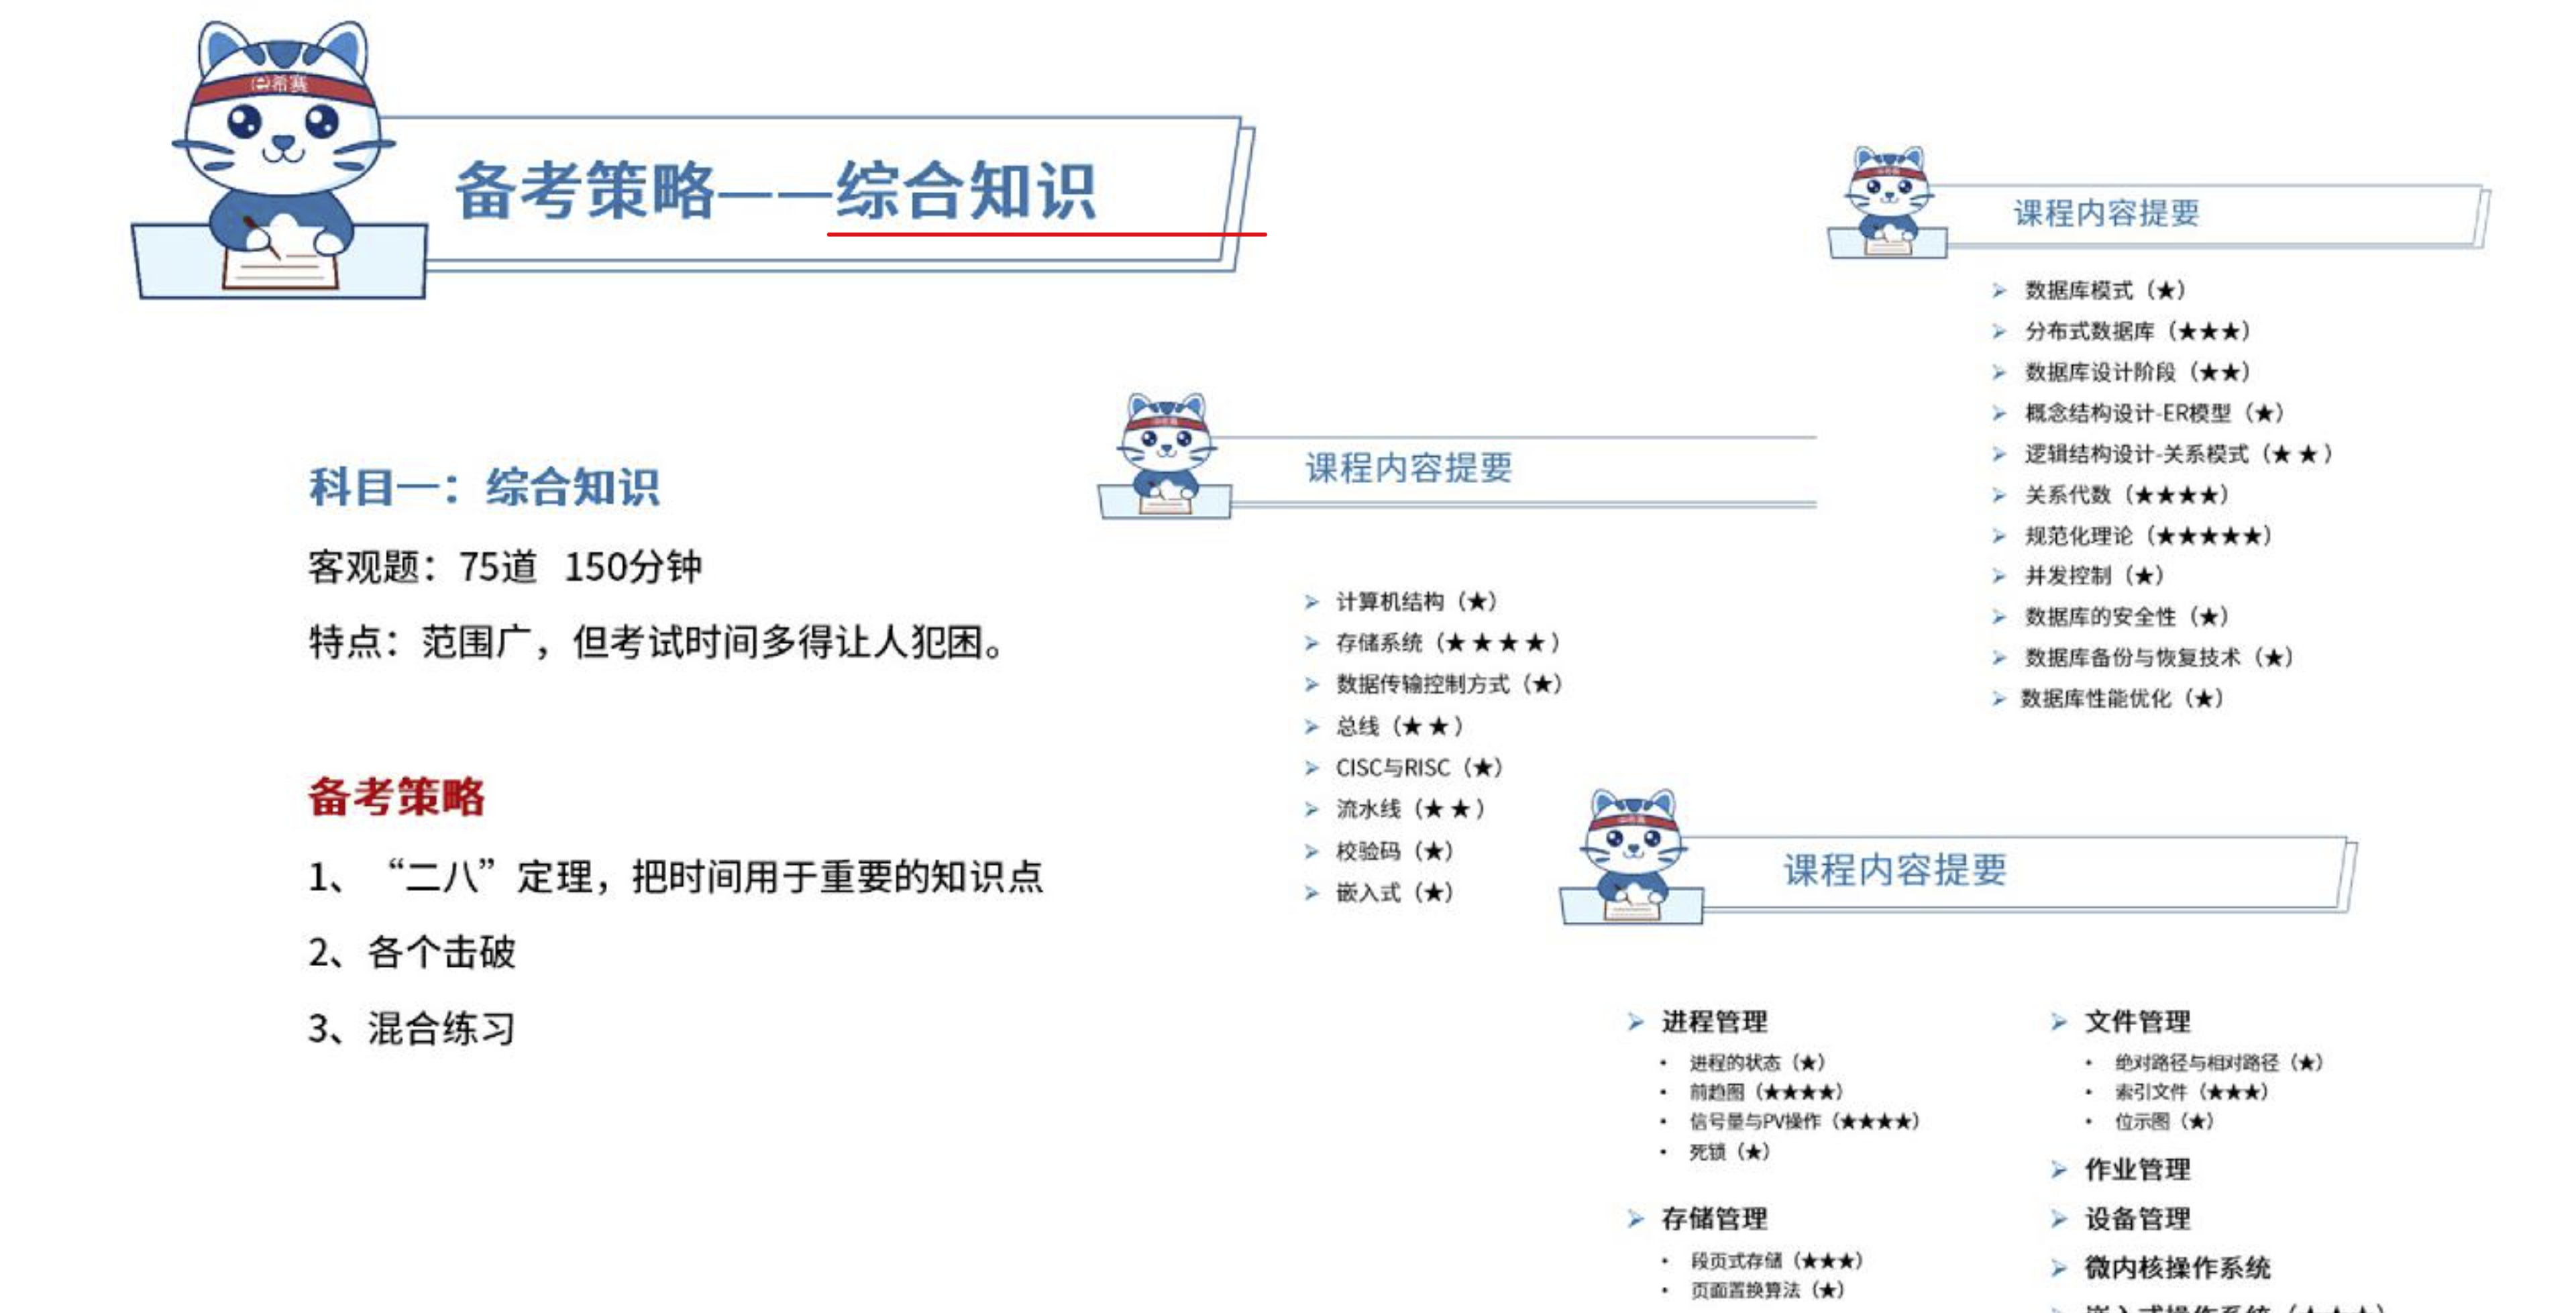 希赛
备考策略——综合知识
科目一：综合知识
客观题：75道 150分钟
特点：范围广，但考试时间多得让人犯困。
备考策略
1、“二八”定理，把时间用于重要的知识点
2、各个击破
3、混合练习
课程内容提要
计算机结构（★）
存储系统（★★★★）
数据传输控制方式（★）
总线（★★）
CISC与RISC（★）
流水线（★★）
校验码（★）
嵌入式（★）
课程内容提要
数据库模式（★）
分布式数据库（★★★）
数据库设计阶段（★★）
概念结构设计-ER模型（★）
逻辑结构设计-关系模式（★★）
关系代数（★★★★）
规范化理论（★★★★★）
并发控制（★）
数据库的安全性（★）
数据库备份与恢复技术（★）
数据库性能优化（★）
课程内容提要
进程管理
进程的状态（★）
前趋图（★★★★）
信号量与PV操作（★★★★）
死锁（★）
存储管理
段页式存储（★★★）
页面置换算法（★）
文件管理
绝对路径与相对路径（★）
索引文件（★★★）
位示图（★）
作业管理
设备管理
微内核操作系统